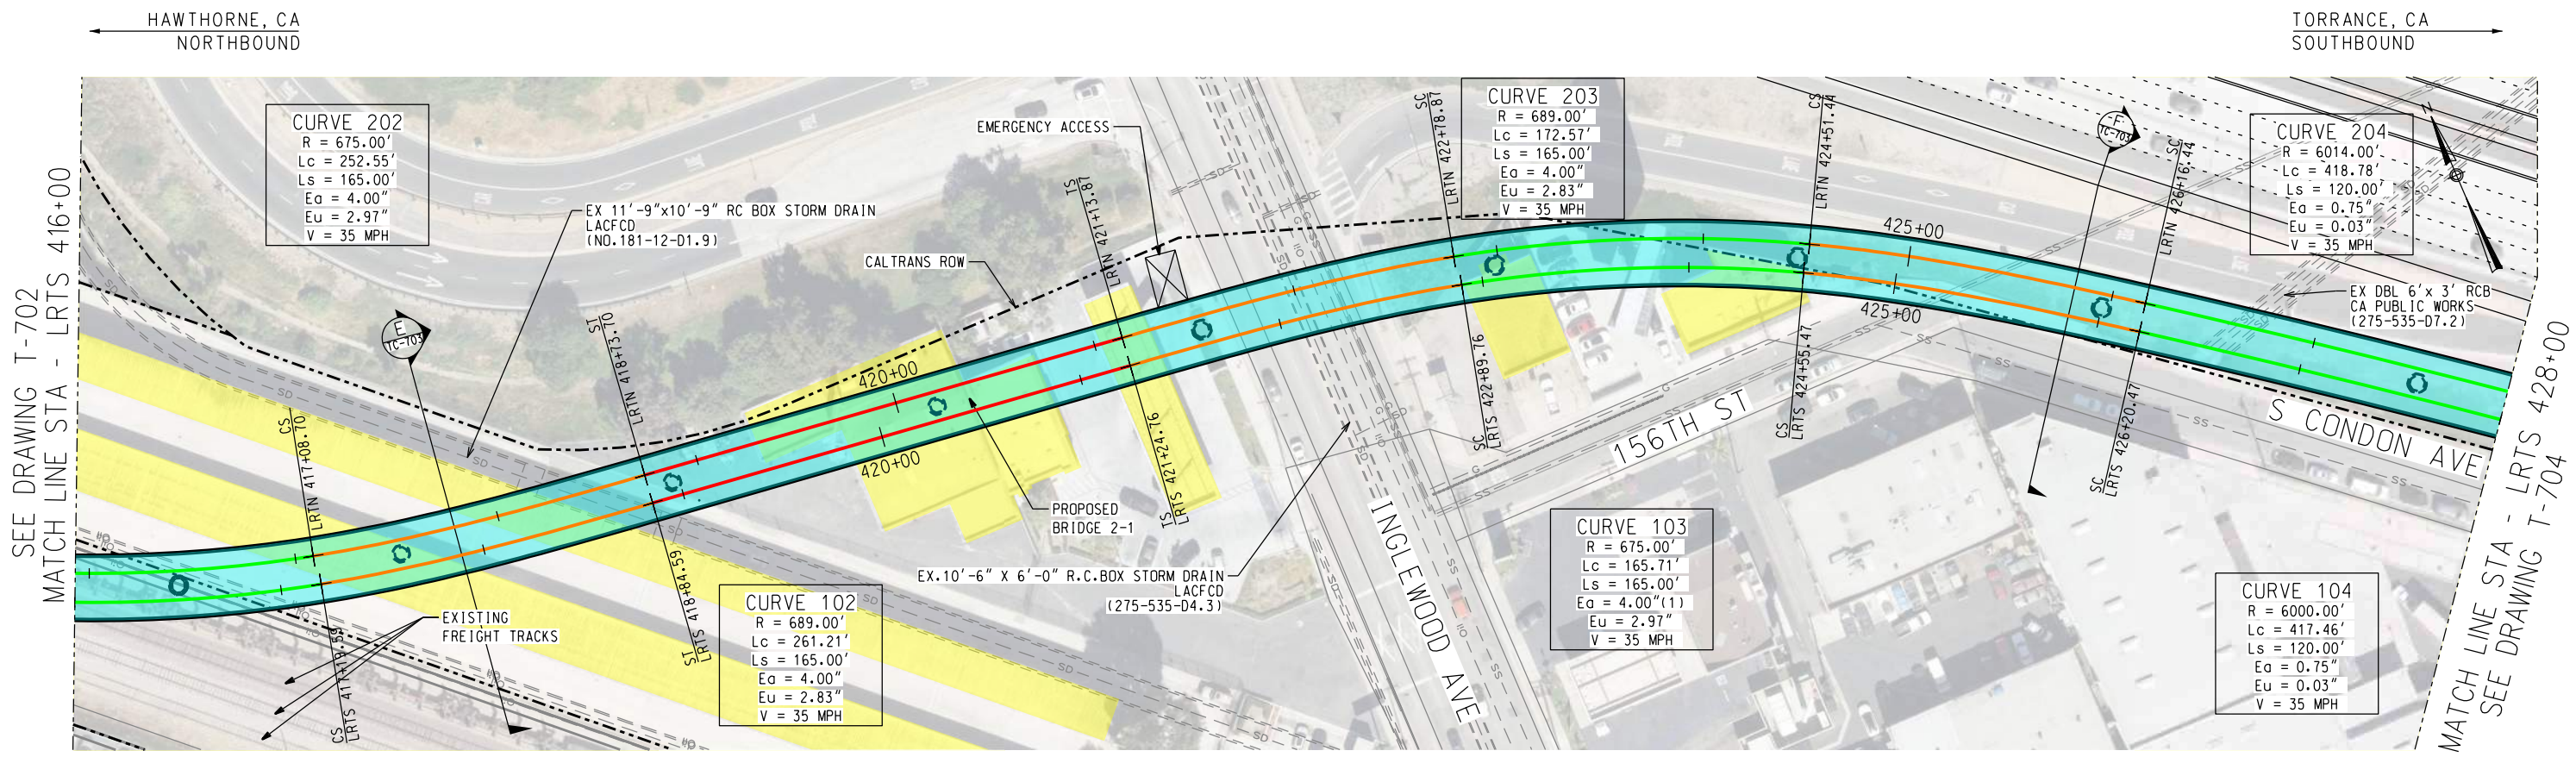 HAWTHORNE, CA
NORTHBOUND
TORRANCE, CA
SOUTHBOUND
SEE DRAWING T-702
MATCH LINE STA - LRTS 416+00
CURVE 202
R = 675.00'
Lc = 252.55'
Ls = 165.00'
Ea = 4.00"
Eu = 2.97"
V = 35 MPH
EX 11'-9"x10'-9" RC BOX STORM DRAIN
LACFCD
(NO.181-12-D1.9)
CALTRANS ROW
EMERGENCY ACCESS
CURVE 203
R = 689.00'
Lc = 172.57'
Ls = 165.00'
Ea = 4.00"
Eu = 2.83"
V = 35 MPH
CURVE 204
R = 6014.00'
Lc = 418.78'
Ls = 120.00'
Ea = 0.75"
Eu = 0.03"
V = 35 MPH
EX DBL 6'x 3' RCB
CA PUBLIC WORKS
(275-535-D7.2)
E
TC-703
F
TC-703
CS
LRTN 417+08.70
ST
LRTN 418+73.70
TS
LRTN 421+13.87
SC
LRTN 422+78.87
CS
LRTN 424+51.44
SC
LRTN 426+16.44
420+00
420+00
425+00
425+00
CS
LRTS 417+19.59
ST
LRTS 418+84.59
TS
LRTS 421+24.76
SC
LRTS 422+89.76
CS
LRTS 424+55.47
SC
LRTS 426+20.47
PROPOSED
BRIDGE 2-1
EXISTING
FREIGHT TRACKS
EX.10'-6" X 6'-0" R.C.BOX STORM DRAIN
LACFCD
(275-535-D4.3)
INGLEWOOD AVE
156TH ST
S CONDON AVE
CURVE 102
R = 689.00'
Lc = 261.21'
Ls = 165.00'
Ea = 4.00"
Eu = 2.83"
V = 35 MPH
CURVE 103
R = 675.00'
Lc = 165.71'
Ls = 165.00'
Ea = 4.00"(1)
Eu = 2.97"
V = 35 MPH
CURVE 104
R = 6000.00'
Lc = 417.46'
Ls = 120.00'
Ea = 0.75"
Eu = 0.03"
V = 35 MPH
MATCH LINE STA - LRTS 428+00
SEE DRAWING T-704